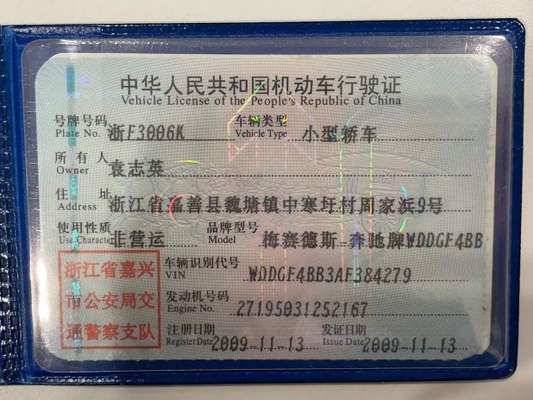 中华人民共和国机动车行驶证
Vehicle License of the People's Republic of China
号牌号码 Plate No. 浙F3006K 车辆类型 Vehicle Type 小型轿车
所有人 Owner 袁志英
住址 Address 浙江省嘉善县魏塘镇中寒圩村周家浜9号
使用性质 Use Character 非营运 品牌型号 Model 梅赛德斯-奔驰牌WDDGF4BB
车辆识别代号 VIN WDDGF4BB3AF384279
发动机号码 Engine No. 27195031252167
注册日期 Register Date 2009-11-13 发证日期 Issue Date 2009-11-13
浙江省嘉兴
市公安局交
通警察支队